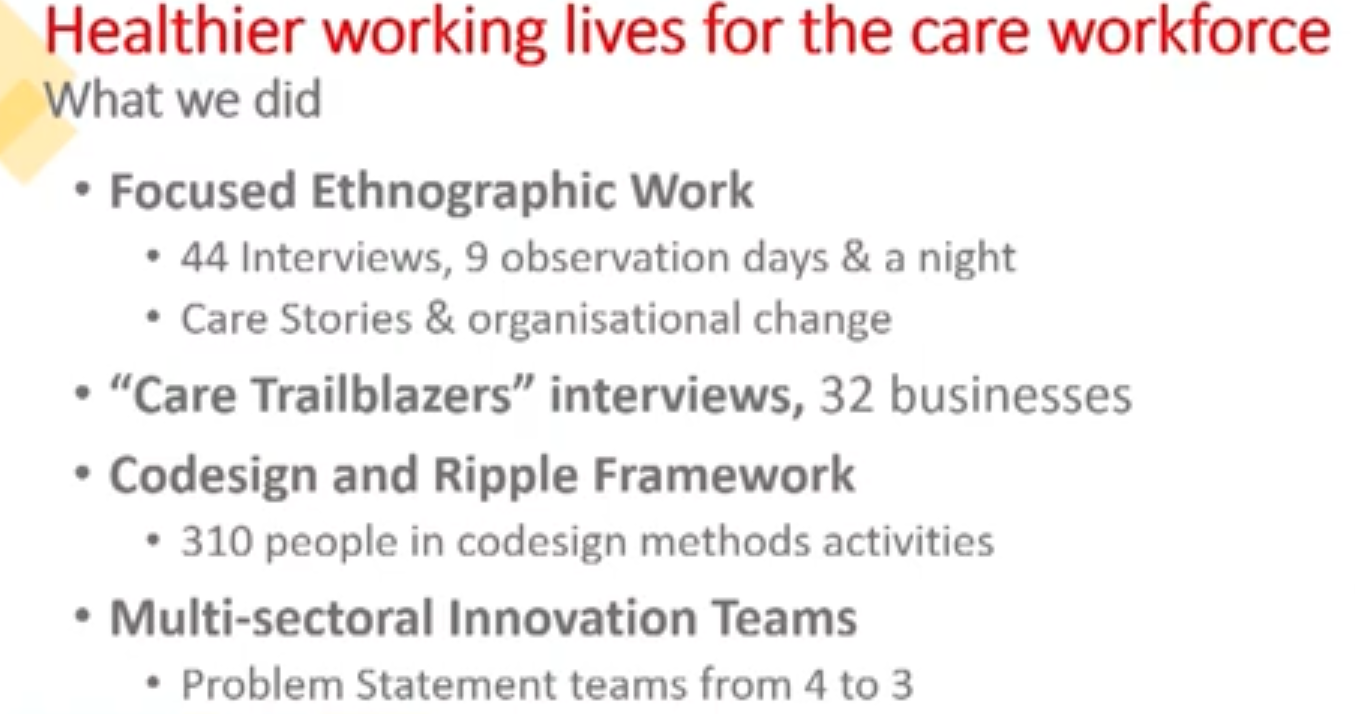 Healthier working lives for the care workforce
What we did
• Focused Ethnographic Work
• 44 Interviews, 9 observation days & a night
• Care Stories & organisational change
• “Care Trailblazers” interviews, 32 businesses
• Codesign and Ripple Framework
• 310 people in codesign methods activities
• Multi-sectoral Innovation Teams
• Problem Statement teams from 4 to 3